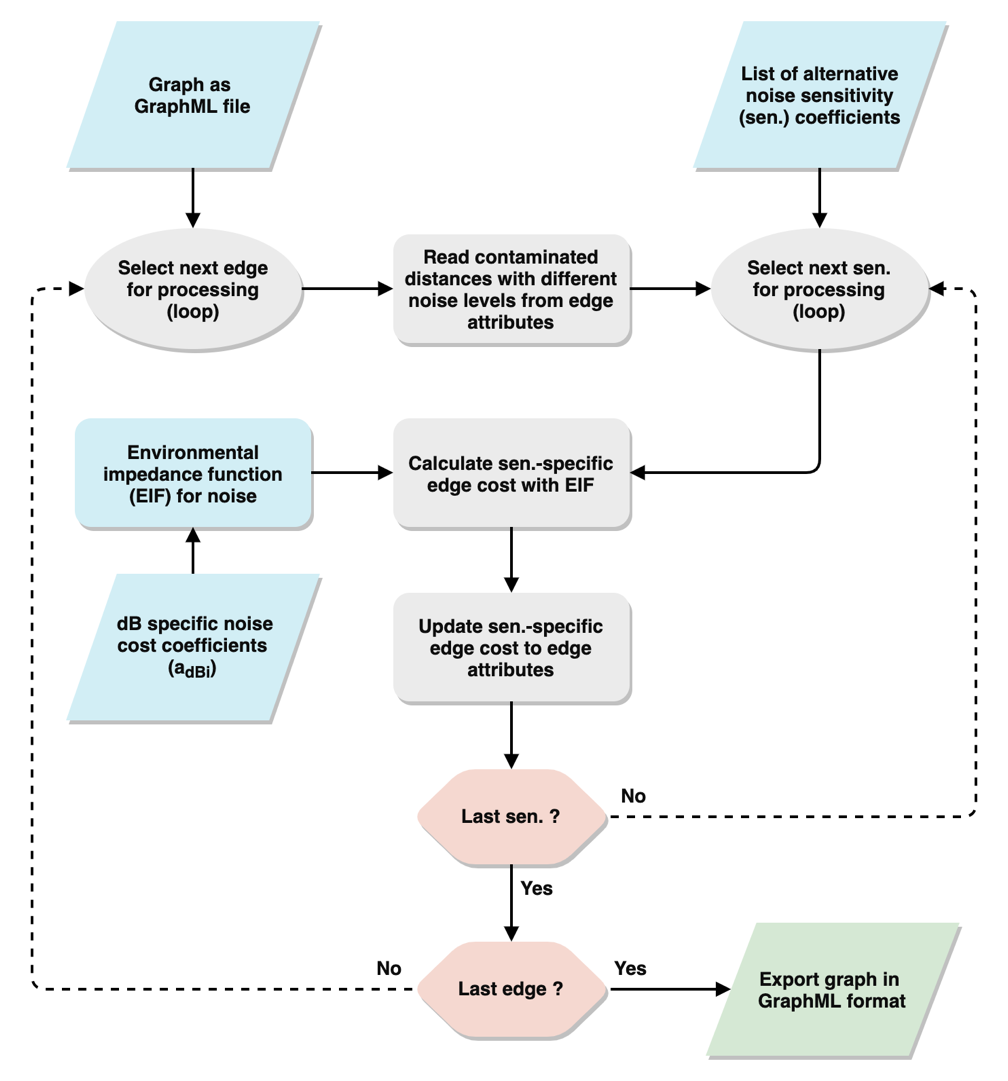 Graph as
GraphML file
List of alternative
noise sensitivity
(sen.) coefficients
Select next edge
for processing
(loop)
Read contaminated
distances with different
noise levels from edge
attributes
Select next sen.
for processing
(loop)
Environmental
impedance function
(EIF) for noise
Calculate sen.-specific
edge cost with EIF
dB specific noise
cost coefficients
(adBi)
Update sen.-specific
edge cost to edge
attributes
Last sen. ?
No
Yes
Last edge ?
No
Yes
Export graph in
GraphML format